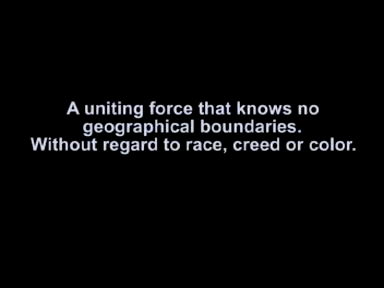 A uniting force that knows no
geographical boundaries.
Without regard to race, creed or color.